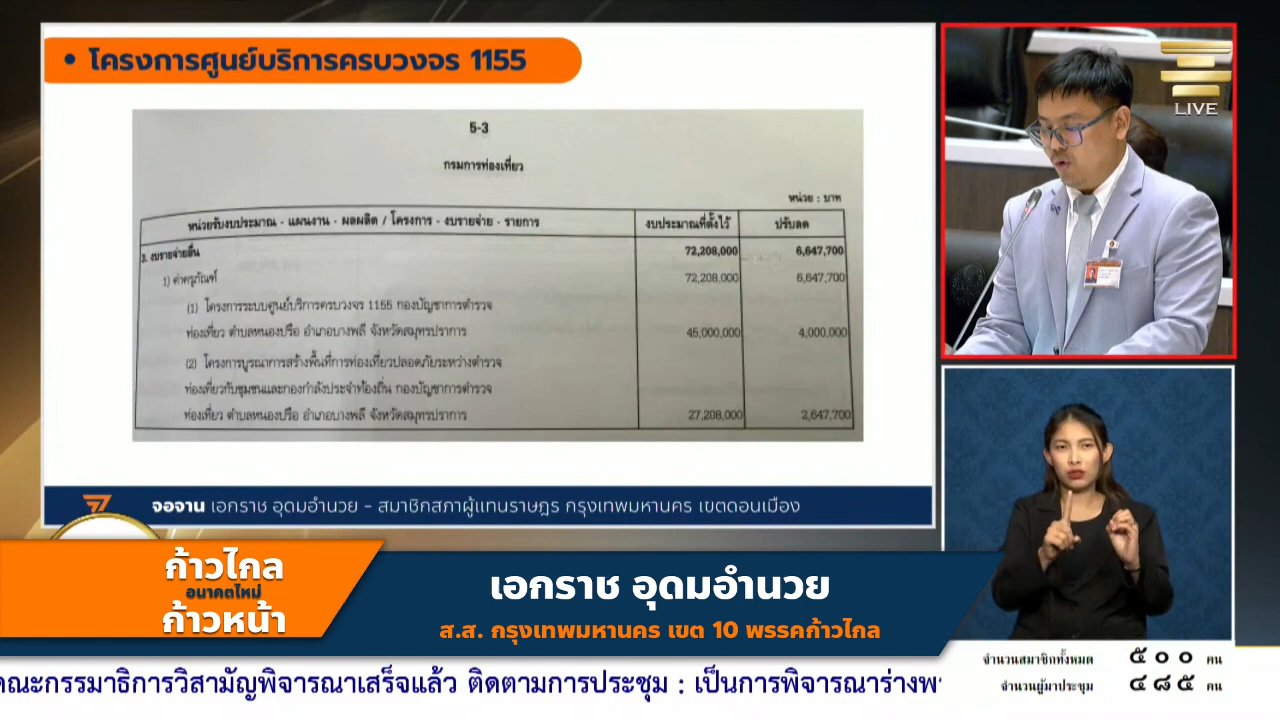 • โครงการศูนย์บริการครบวงจร 1155
5-3
กรมการท่องเที่ยว
หน่วย : บาท
หน่วยรับงบประมาณ - แผนงาน - ผลผลิต / โครงการ - งบรายจ่าย - รายการ งบประมาณที่ตั้งไว้ ปรับลด
3. งบรายจ่ายอื่น 72,208,000 6,647,700
1) ค่าครุภัณฑ์ 72,208,000 6,647,700
(1) โครงการระบบศูนย์บริการครบวงจร 1155 กองบัญชาการตำรวจ
ท่องเที่ยว ตำบลหนองปรือ อำเภอบางพลี จังหวัดสมุทรปราการ 45,000,000 4,000,000
(2) โครงการบูรณาการสร้างพื้นที่การท่องเที่ยวปลอดภัยระหว่างตำรวจ
ท่องเที่ยวกับชุมชนและกองกำลังประจำท้องถิ่น กองบัญชาการตำรวจ
ท่องเที่ยว ตำบลหนองปรือ อำเภอบางพลี จังหวัดสมุทรปราการ 27,208,000 2,647,700
จอจาน เอกราช อุดมอำนวย - สมาชิกสภาผู้แทนราษฎร กรุงเทพมหานคร เขตดอนเมือง
LIVE
ก้าวไกล
อนาคตใหม่
ก้าวหน้า
เอกราช อุดมอำนวย
ส.ส. กรุงเทพมหานคร เขต 10 พรรคก้าวไกล
จำนวนสมาชิกทั้งหมด ๕๐๐ คน
จำนวนผู้มาประชุม ๔๘๕ คน
คณะกรรมาธิการวิสามัญพิจารณาเสร็จแล้ว ติดตามการประชุม : เป็นการพิจารณาร่างพ